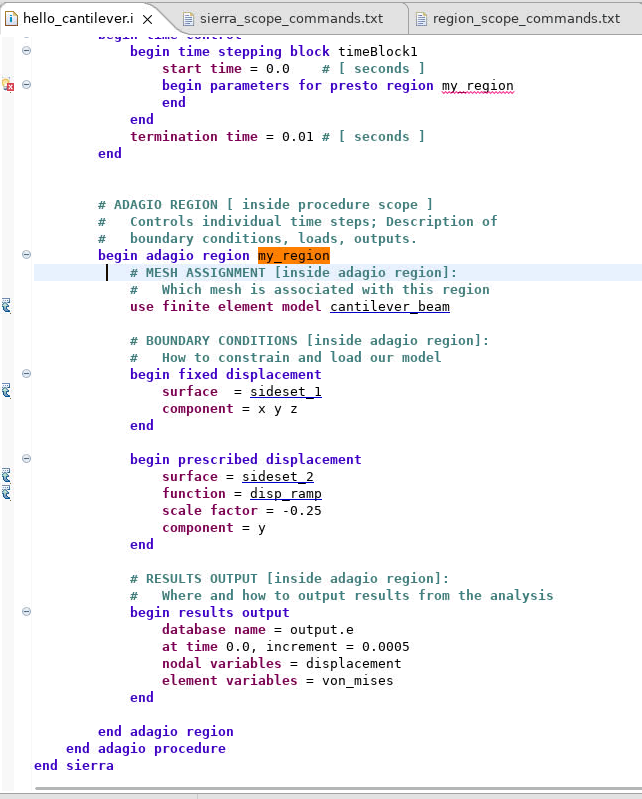 hello_cantilever.i
sierra_scope_commands.txt
region_scope_commands.txt
begin time control
begin time stepping block timeBlock1
start time = 0.0    # [ seconds ]
begin parameters for presto region my_region
end
end
termination time = 0.01 # [ seconds ]
end
# ADAGIO REGION [ inside procedure scope ]
#   Controls individual time steps; Description of
#   boundary conditions, loads, outputs.
begin adagio region my_region
# MESH ASSIGNMENT [inside adagio region]:
#   Which mesh is associated with this region
use finite element model cantilever_beam
# BOUNDARY CONDITIONS [inside adagio region]:
#   How to constrain and load our model
begin fixed displacement
surface  = sideset_1
component = x y z
end
begin prescribed displacement
surface = sideset_2
function = disp_ramp
scale factor = -0.25
component = y
end
# RESULTS OUTPUT [inside adagio region]:
#   Where and how to output results from the analysis
begin results output
database name = output.e
at time 0.0, increment = 0.0005
nodal variables = displacement
element variables = von_mises
end
end adagio region
end adagio procedure
end sierra